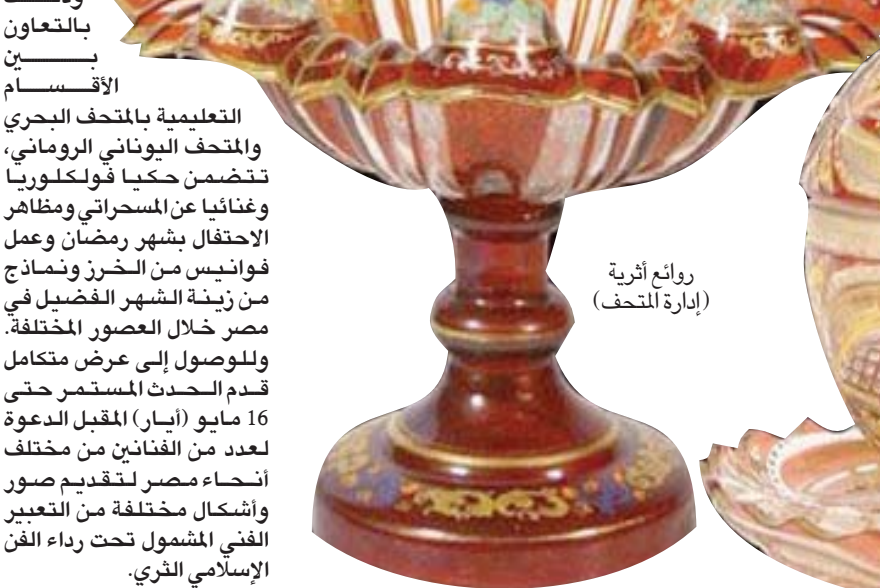 بالتعاون
بين
الأقسام
التعليمية بالمتحف البحري
والمتحف اليوناني الروماني،
تتضمن حكيا فولكلوريا
وغنائيا عن المسحراتي ومظاهر
الاحتفال بشهر رمضان وعمل
فوانيس من الخرز ونماذج
من زينة الشهر الفضيل في
مصر خلال العصور المختلفة.
وللوصول إلى عرض متكامل
قدم الحدث المستمر حتى
16 مايو (أيار) المقبل الدعوة
لعدد من الفنانين من مختلف
أنحاء مصر لتقديم صور
وأشكال مختلفة من التعبير
الفني المشمول تحت رداء الفن
الإسلامي الثري.
روائع أثرية
(إدارة المتحف)